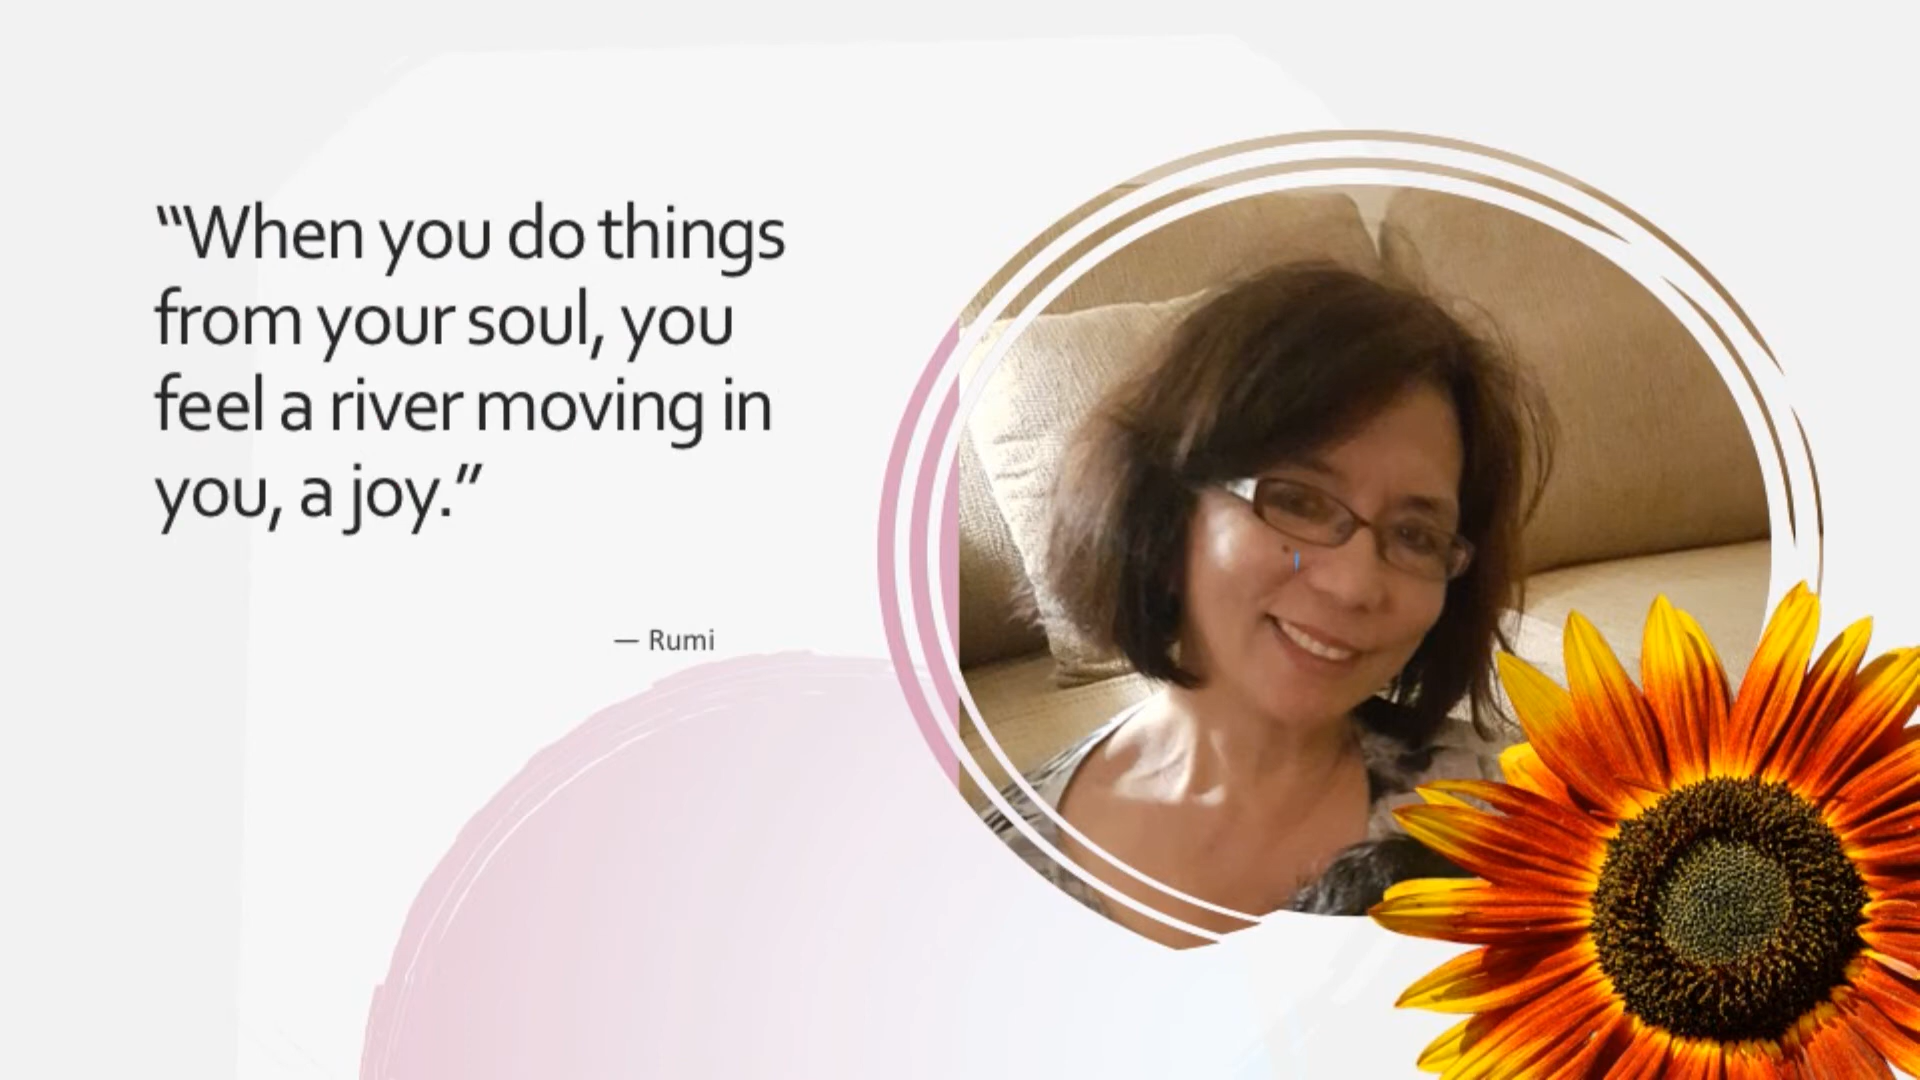 “When you do things
from your soul, you
feel a river moving in
you, a joy.”
— Rumi